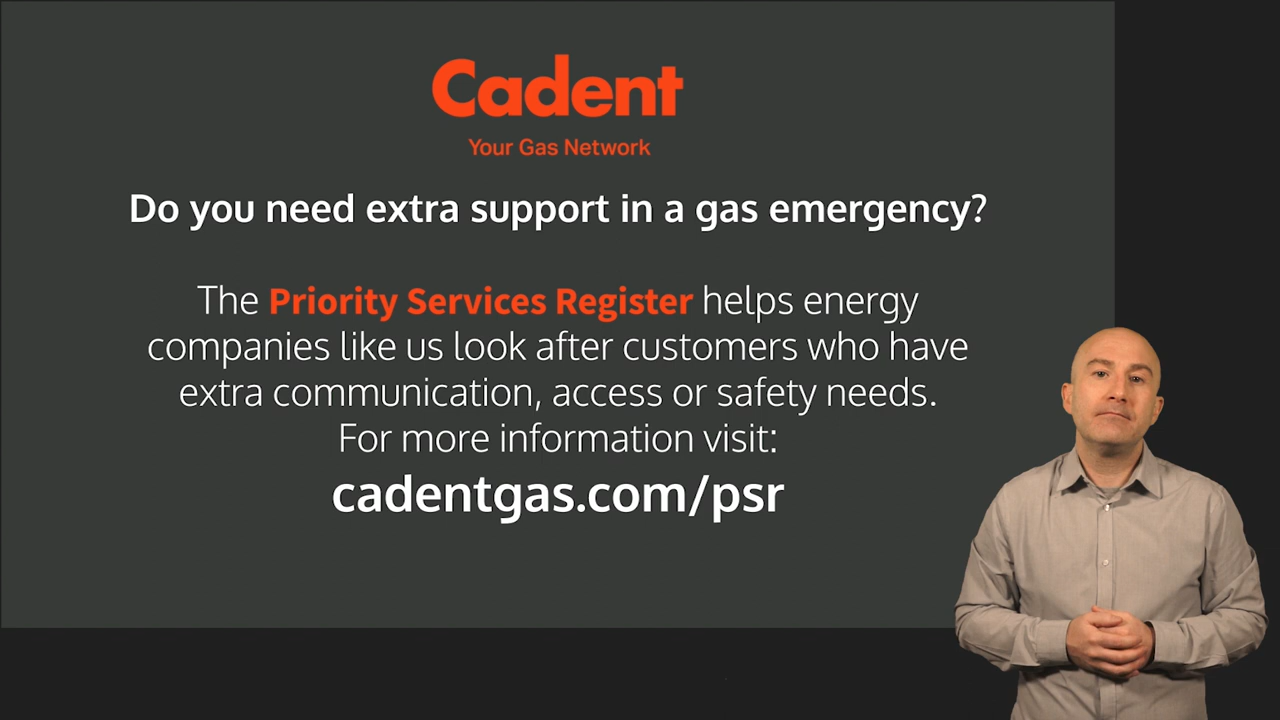 Cadent
Your Gas Network
Do you need extra support in a gas emergency?
The Priority Services Register helps energy
companies like us look after customers who have
extra communication, access or safety needs.
For more information visit:
cadentgas.com/psr